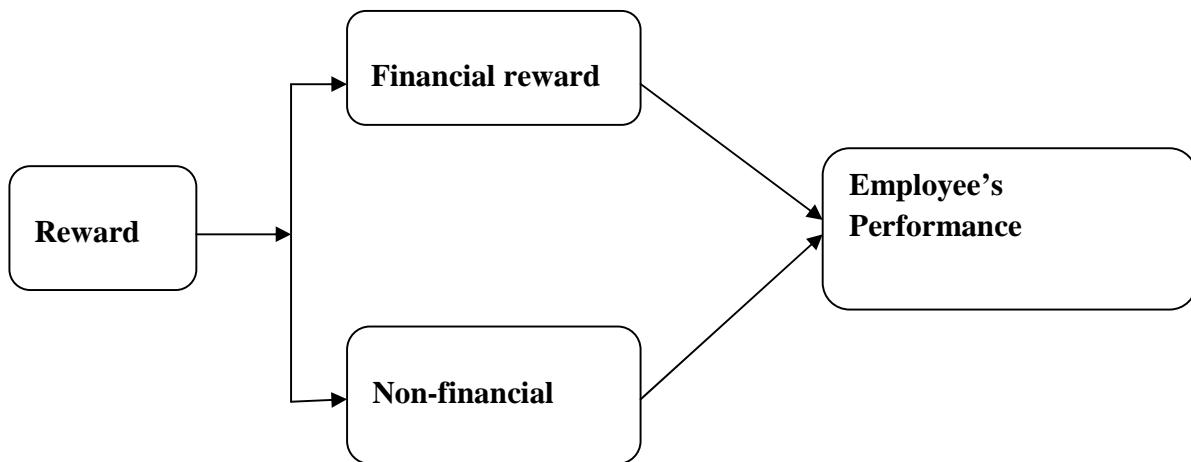 Financial reward
Reward
Employee’s
Performance
Non-financial